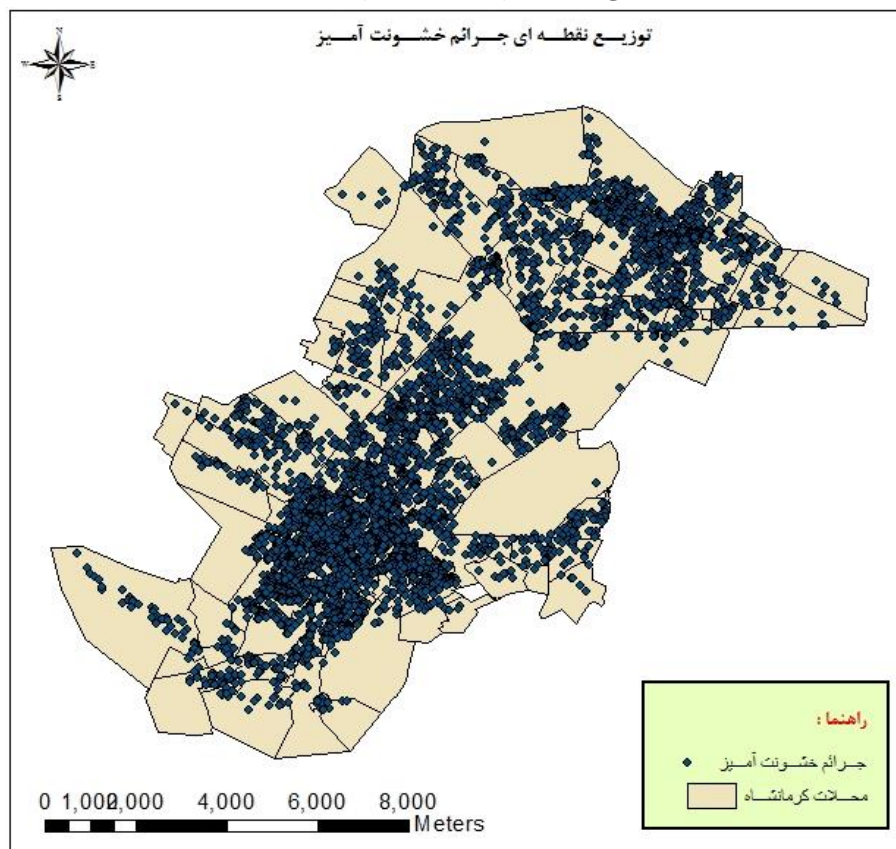 توزیع نقطه ای جرائم خشونت آمیز
N
W E
S
راهنما :
جرائم خشونت آمیز
محلات کرمانشاه
0 1,000 2,000 4,000 6,000 8,000
Meters